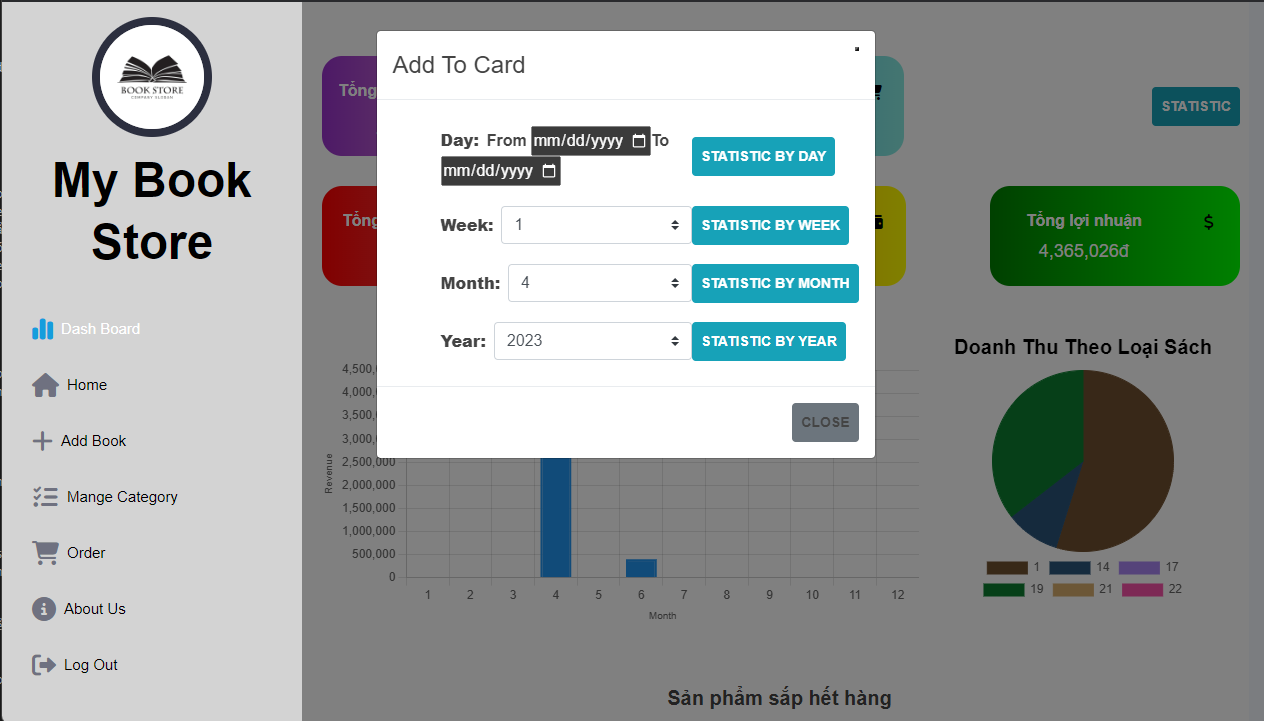 BOOK STORE
COMPANY SLOGAN
My Book
Store
Dash Board
Home
Add Book
Mange Category
Order
About Us
Log Out
Add To Card
Day: From mm/dd/yyyy To
mm/dd/yyyy
STATISTIC BY DAY
Week: 1
STATISTIC BY WEEK
Month: 4
STATISTIC BY MONTH
Year: 2023
STATISTIC BY YEAR
CLOSE
Tổng
STATISTIC
Tổng
Tổng lợi nhuận
$
4,365,026đ
4,500,
4,000,
3,500,
3,000,
2,500,000
2,000,000
1,500,000
1,000,000
500,000
0
Revenue
1 2 3 4 5 6 7 8 9 10 11 12
Month
Doanh Thu Theo Loại Sách
1 14 17
19 21 22
Sản phẩm sắp hết hàng